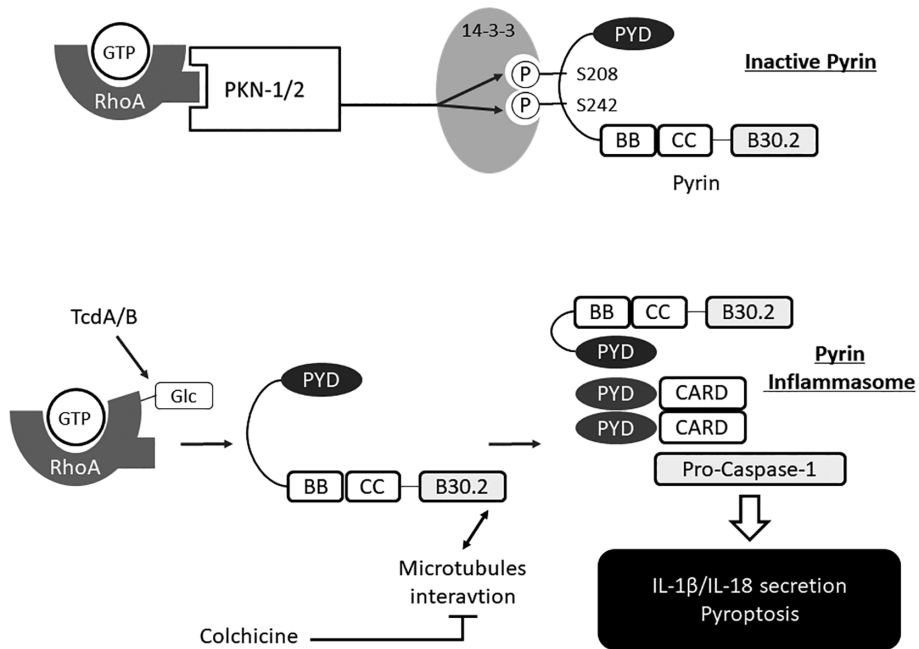 14-3-3
PYD
GTP
RhoA
PKN-1/2
P
S208
P
S242
Inactive Pyrin
BB
CC
B30.2
Pyrin
TcdA/B
Glc
GTP
RhoA
PYD
BB
CC
B30.2
Microtubules
interavtion
Colchicine
BB
CC
B30.2
PYD
PYD
CARD
PYD
CARD
Pyrin
Inflammasome
Pro-Caspase-1
IL-1β/IL-18 secretion
Pyroptosis